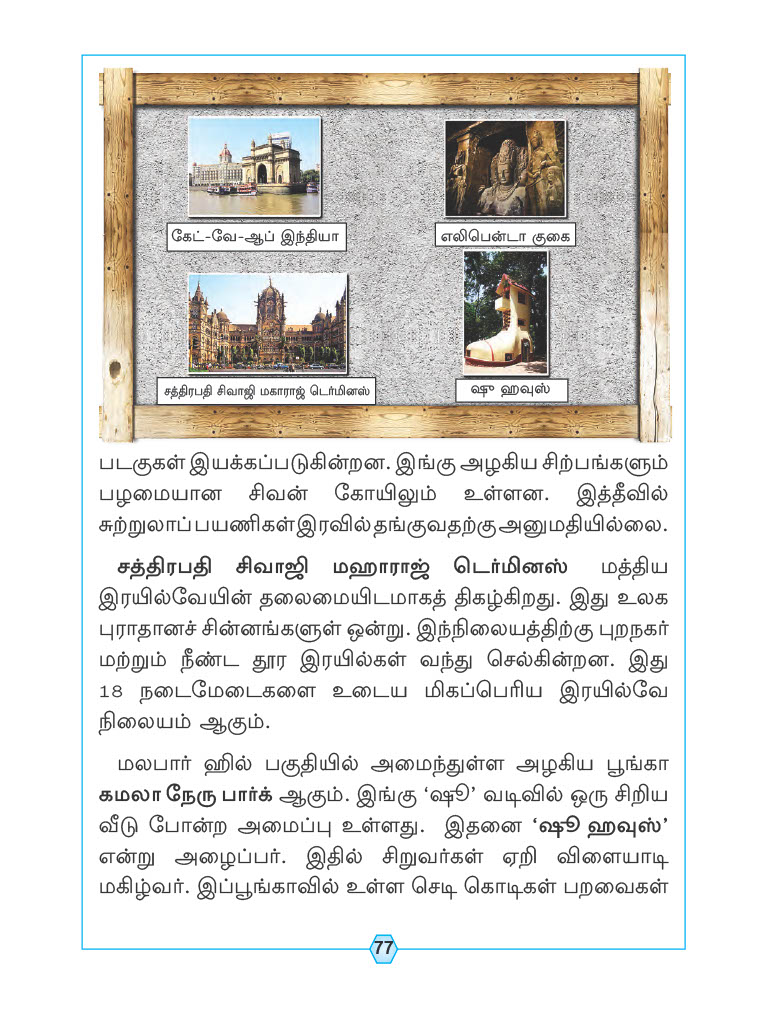 கேட்-வே-ஆப் இந்தியா
எலிபென்டா குகை
சத்திரபதி சிவாஜி மகாராஜ் டெர்மினஸ்
ஷு ஹவுஸ்
படகுகள் இயக்கப்படுகின்றன. இங்கு அழகிய சிற்பங்களும்
பழமையான சிவன் கோயிலும் உள்ளன. இத்தீவில்
சுற்றுலாப்பயணிகள் இரவில் தங்குவதற்கு அனுமதியில்லை.
சத்திரபதி சிவாஜி மஹாராஜ் டெர்மினஸ் மத்திய
இரயில்வேயின் தலைமையிடமாகத் திகழ்கிறது. இது உலக
புராதானச் சின்னங்களுள் ஒன்று. இந்நிலையத்திற்கு புறநகர்
மற்றும் நீண்ட தூர இரயில்கள் வந்து செல்கின்றன. இது
18 நடைமேடைகளை உடைய மிகப்பெரிய இரயில்வே
நிலையம் ஆகும்.
மலபார் ஹில் பகுதியில் அமைந்துள்ள அழகிய பூங்கா
கமலா நேரு பார்க் ஆகும். இங்கு ‘ஷூ’ வடிவில் ஒரு சிறிய
வீடு போன்ற அமைப்பு உள்ளது. இதனை ‘ஷூ ஹவுஸ்’
என்று அழைப்பர். இதில் சிறுவர்கள் ஏறி விளையாடி
மகிழ்வர். இப்பூங்காவில் உள்ள செடி கொடிகள் பறவைகள்
77